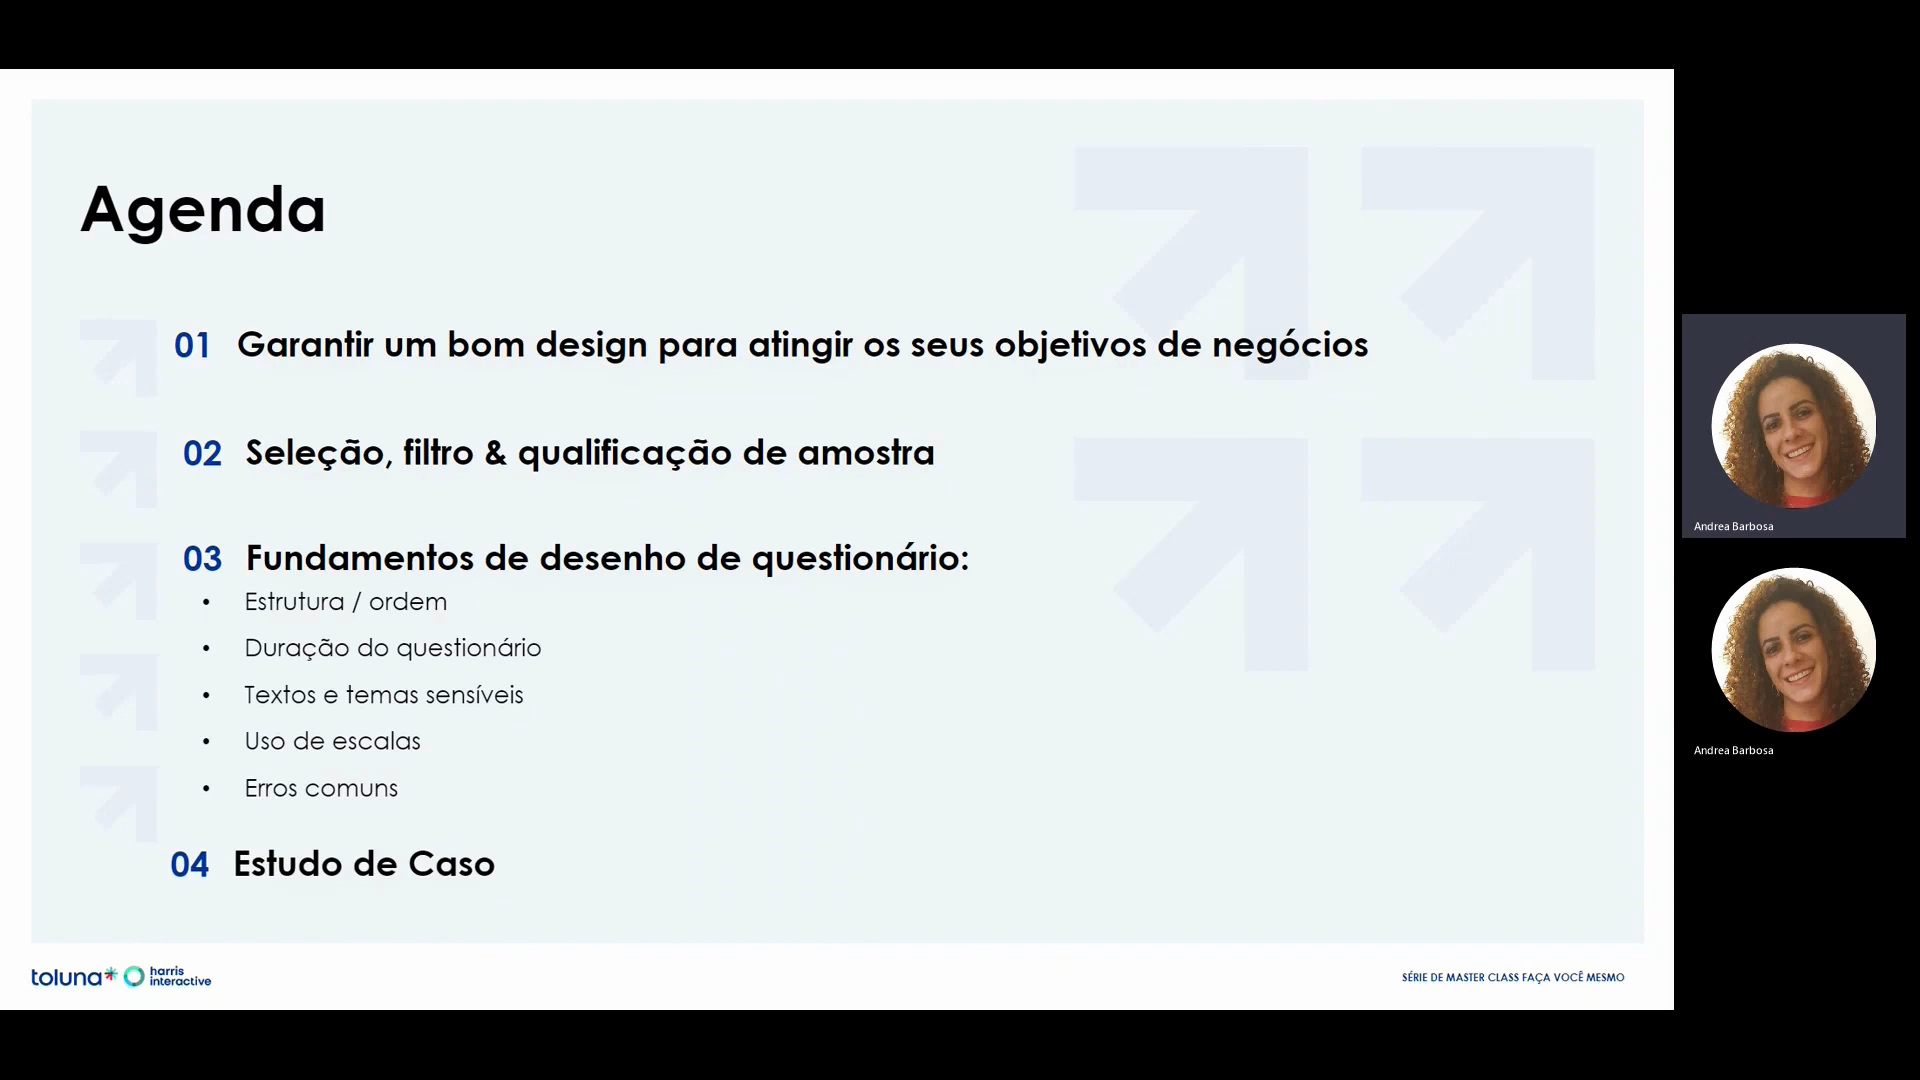 Agenda
01 Garantir um bom design para atingir os seus objetivos de negócios
02 Seleção, filtro & qualificação de amostra
03 Fundamentos de desenho de questionário:
• Estrutura / ordem
• Duração do questionário
• Textos e temas sensíveis
• Uso de escalas
• Erros comuns
04 Estudo de Caso
toluna* harris interactive
SÉRIE DE MASTER CLASS FAÇA VOCÊ MESMO
Andrea Barbosa
Andrea Barbosa